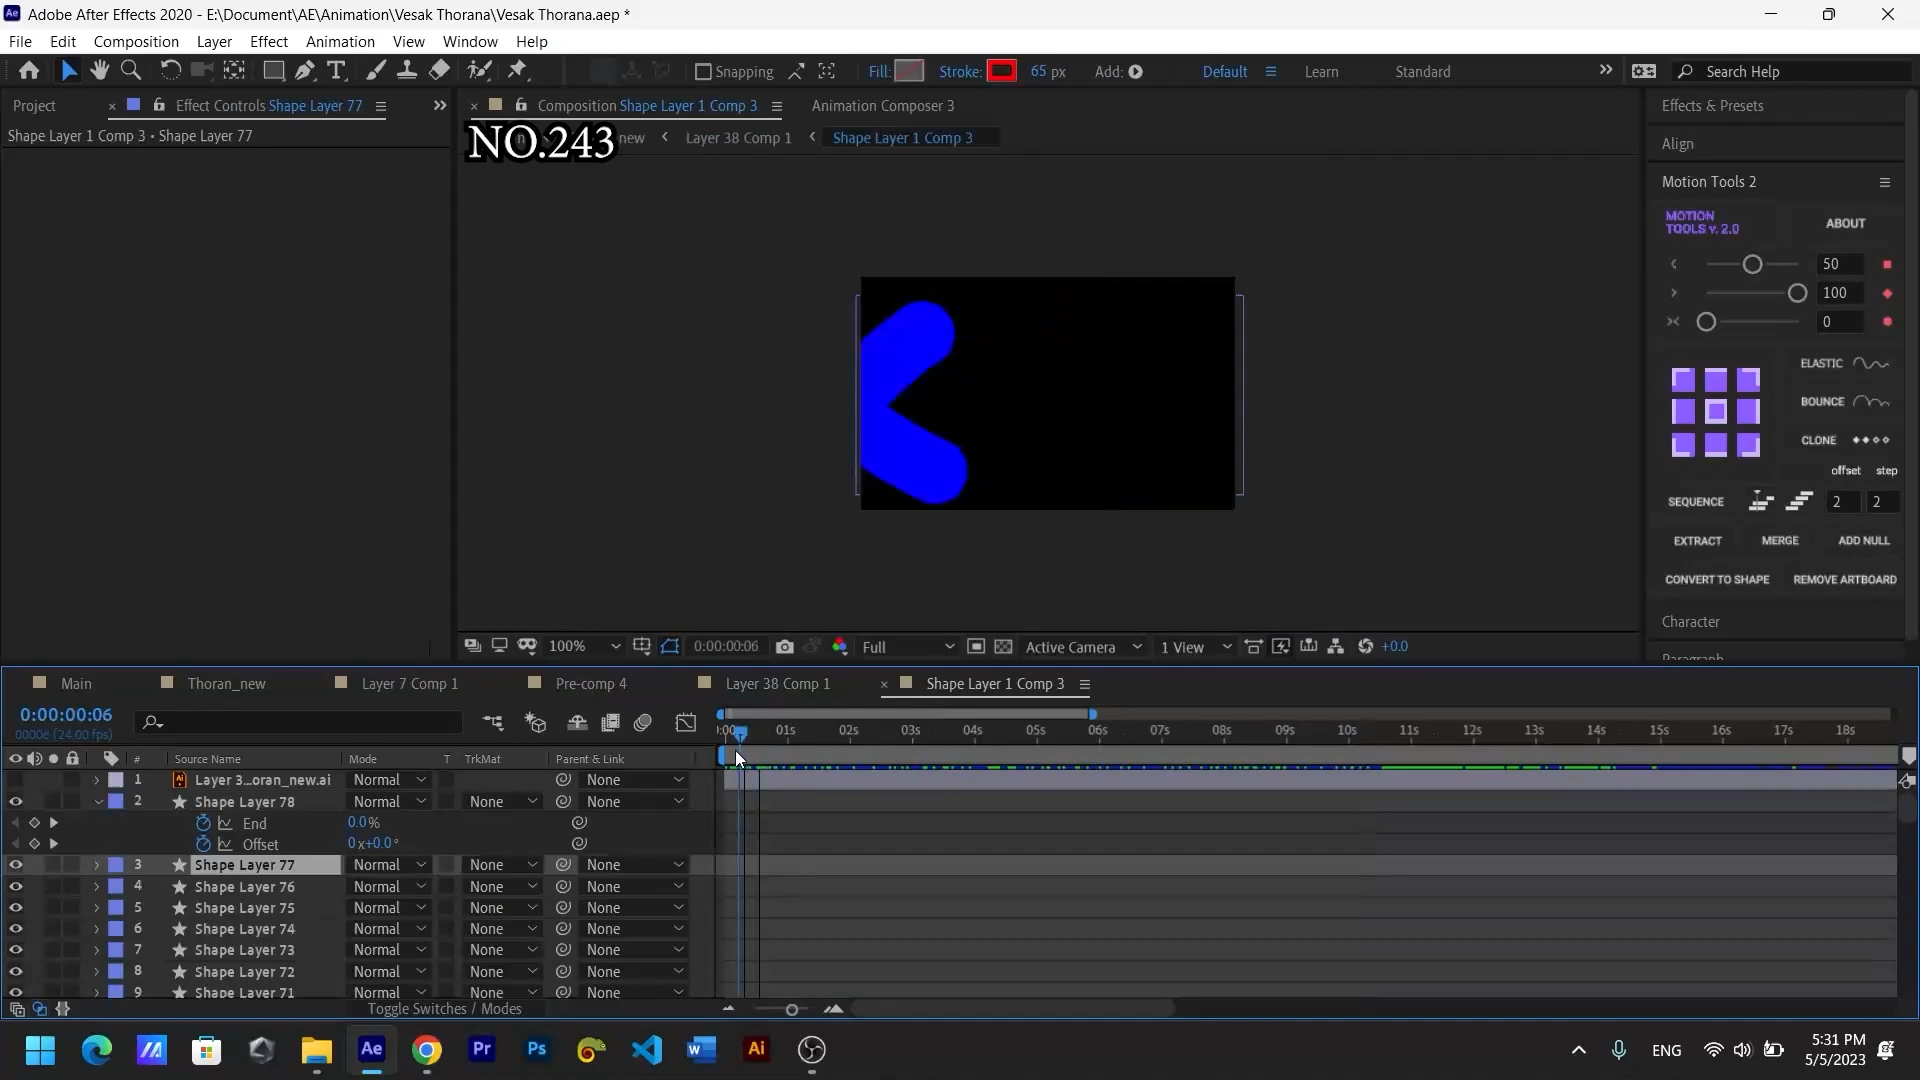 Adobe After Effects 2020 - E:\Document\AE\Animation\Vesak Thorana\Vesak Thorana.aep *
File Edit Composition Layer Effect Animation View Window Help
Snapping Fill: Stroke: 65 px Add: Default Learn Standard Search Help
Project Effect Controls Shape Layer 77 Composition Shape Layer 1 Comp 3 Animation Composer 3 Effects & Presets
Shape Layer 1 Comp 3 • Shape Layer 77
NO.243 new Layer 38 Comp 1 Shape Layer 1 Comp 3
Align
Motion Tools 2
MOTION TOOLS v. 2.0 ABOUT
50
100
0
ELASTIC
BOUNCE
CLONE
offset step
SEQUENCE 2 2
EXTRACT MERGE ADD NULL
CONVERT TO SHAPE REMOVE ARTBOARD
Character
Paragraph
100% 0:00:00:06 Full Active Camera 1 View +0.0
Main Thoran_new Layer 7 Comp 1 Pre-comp 4 Layer 38 Comp 1 Shape Layer 1 Comp 3
0:00:00:06
00006 (24.00 fps)
01s 02s 03s 04s 05s 06s 07s 08s 09s 10s 11s 12s 13s 14s 15s 16s 17s 18s
# Source Name Mode T TrkMat Parent & Link
1 Layer 3...oran_new.ai Normal None
2 Shape Layer 78 Normal None None
End 0.0%
Offset 0x+0.0°
3 Shape Layer 77 Normal None None
4 Shape Layer 76 Normal None None
5 Shape Layer 75 Normal None None
6 Shape Layer 74 Normal None None
7 Shape Layer 73 Normal None None
8 Shape Layer 72 Normal None None
9 Shape Layer 71 Normal None None
Toggle Switches / Modes
ENG 5:31 PM
5/5/2023